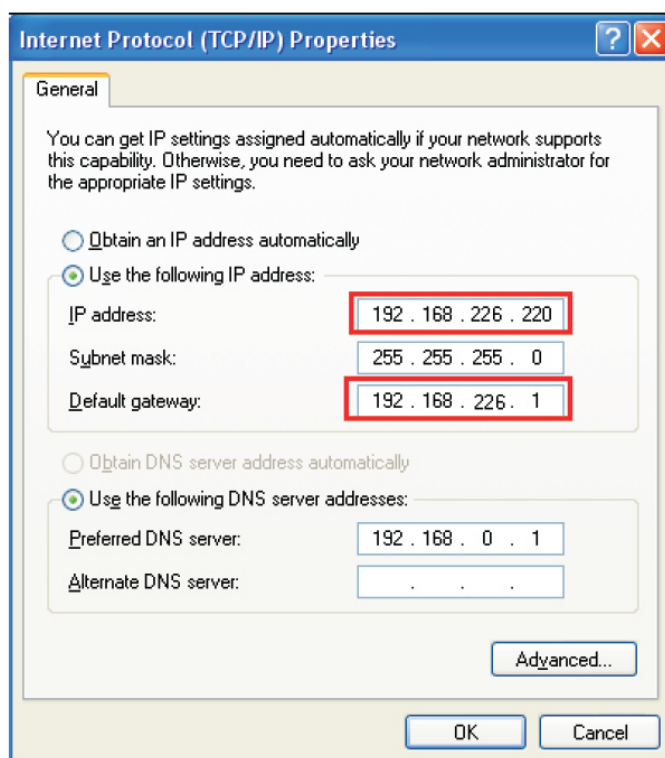 Internet Protocol (TCP/IP) Properties
General
You can get IP settings assigned automatically if your network supports
this capability. Otherwise, you need to ask your network administrator for
the appropriate IP settings.
Obtain an IP address automatically
Use the following IP address:
IP address: 192 . 168 . 226 . 220
Subnet mask: 255 . 255 . 255 . 0
Default gateway: 192 . 168 . 226 . 1
Obtain DNS server address automatically
Use the following DNS server addresses:
Preferred DNS server: 192 . 168 . 0 . 1
Alternate DNS server: . . .
Advanced...
OK Cancel